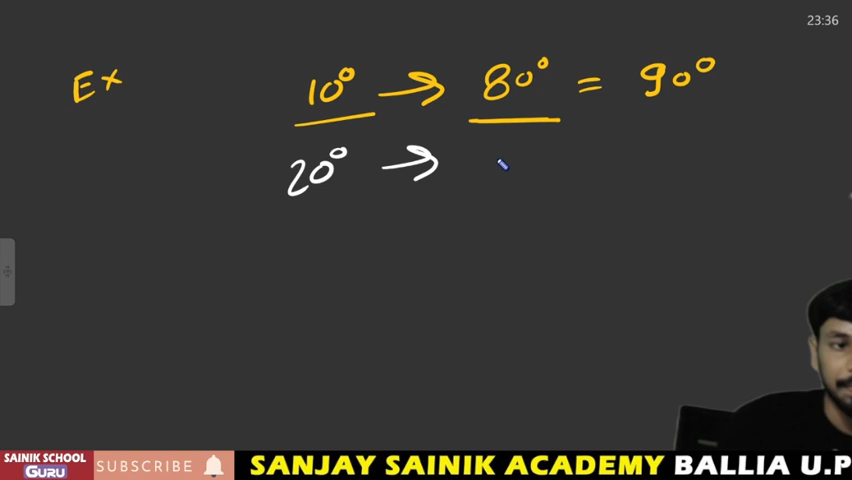 23:36
Ex 10° → 80° = 90°
20° →
SAINIK SCHOOL
GURU
SUBSCRIBE
SANJAY SAINIK ACADEMY BALLIA U.P